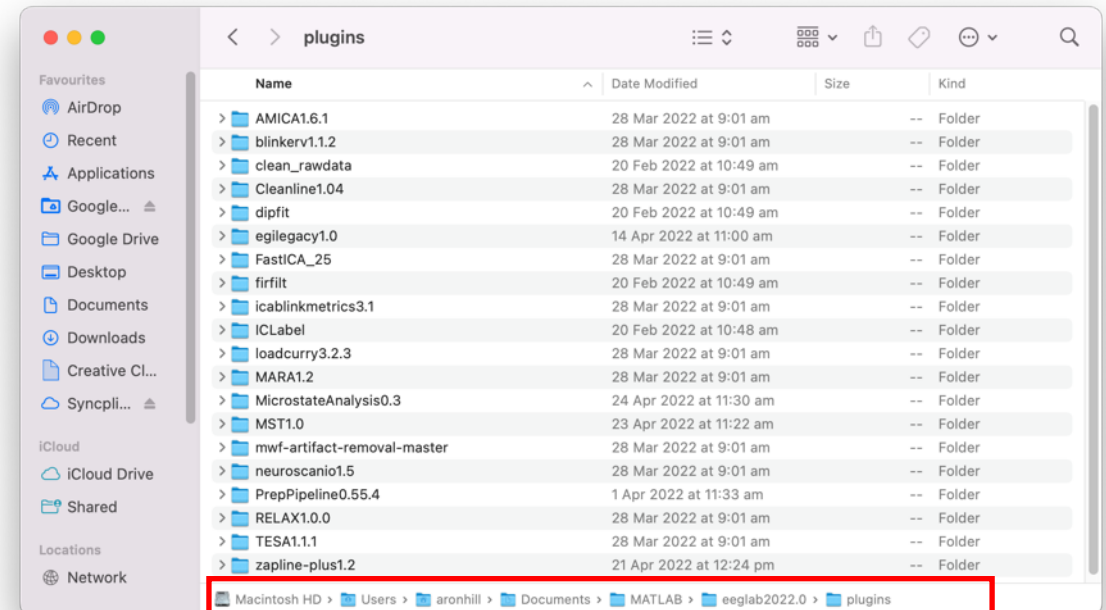 plugins
Favourites
AirDrop
Recent
Applications
Google...
Google Drive
Desktop
Documents
Downloads
Creative Cl...
Syncpli...
iCloud
iCloud Drive
Shared
Locations
Network
Name Date Modified Size Kind
AMICA1.6.1 28 Mar 2022 at 9:01 am -- Folder
blinkerv1.1.2 28 Mar 2022 at 9:01 am -- Folder
clean_rawdata 20 Feb 2022 at 10:49 am -- Folder
Cleanline1.04 28 Mar 2022 at 9:01 am -- Folder
dipfit 20 Feb 2022 at 10:49 am -- Folder
egilegacy1.0 14 Apr 2022 at 11:00 am -- Folder
FastICA_25 28 Mar 2022 at 9:01 am -- Folder
firfilt 20 Feb 2022 at 10:49 am -- Folder
icablinkmetrics3.1 28 Mar 2022 at 9:01 am -- Folder
ICLabel 20 Feb 2022 at 10:48 am -- Folder
loadcurry3.2.3 28 Mar 2022 at 9:01 am -- Folder
MARA1.2 28 Mar 2022 at 9:01 am -- Folder
MicrostateAnalysis0.3 24 Apr 2022 at 11:30 am -- Folder
MST1.0 23 Apr 2022 at 11:22 am -- Folder
mwf-artifact-removal-master 28 Mar 2022 at 9:01 am -- Folder
neuroscanio1.5 28 Mar 2022 at 9:01 am -- Folder
PrepPipeline0.55.4 1 Apr 2022 at 11:33 am -- Folder
RELAX1.0.0 28 Mar 2022 at 9:01 am -- Folder
TESA1.1.1 28 Mar 2022 at 9:01 am -- Folder
zapline-plus1.2 21 Apr 2022 at 12:24 pm -- Folder
Macintosh HD › Users › aronhill › Documents › MATLAB › eeglab2022.0 › plugins